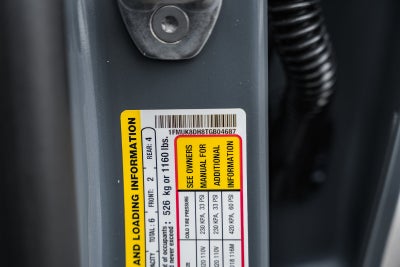 1FMUK8DH8TGB04687
AND LOADING INFORMATION
REAR: 4
FRONT: 2
TOTAL: 6
526 kg or 1160 lbs.
of occupants
never exceed :
SEE OWNERS
MANUAL FOR
ADDITIONAL
INFORMATION
COLD TIRE PRESSURE
230 KPA, 33 PSI
230 KPA, 33 PSI
420 KPA, 60 PSI